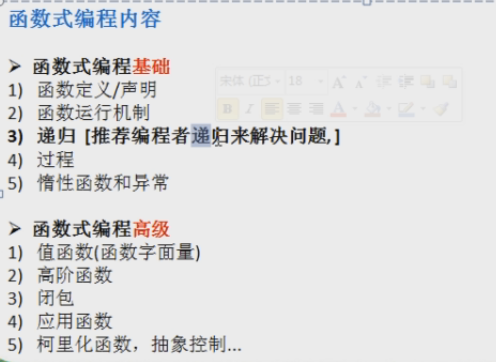 函数式编程内容
➢ 函数式编程基础
1) 函数定义/声明
2) 函数运行机制
3) 递归 [推荐编程者递归来解决问题,]
4) 过程
5) 惰性函数和异常
➢ 函数式编程高级
1) 值函数(函数字面量)
2) 高阶函数
3) 闭包
4) 应用函数
5) 柯里化函数，抽象控制...
宋体 (正 18
B I